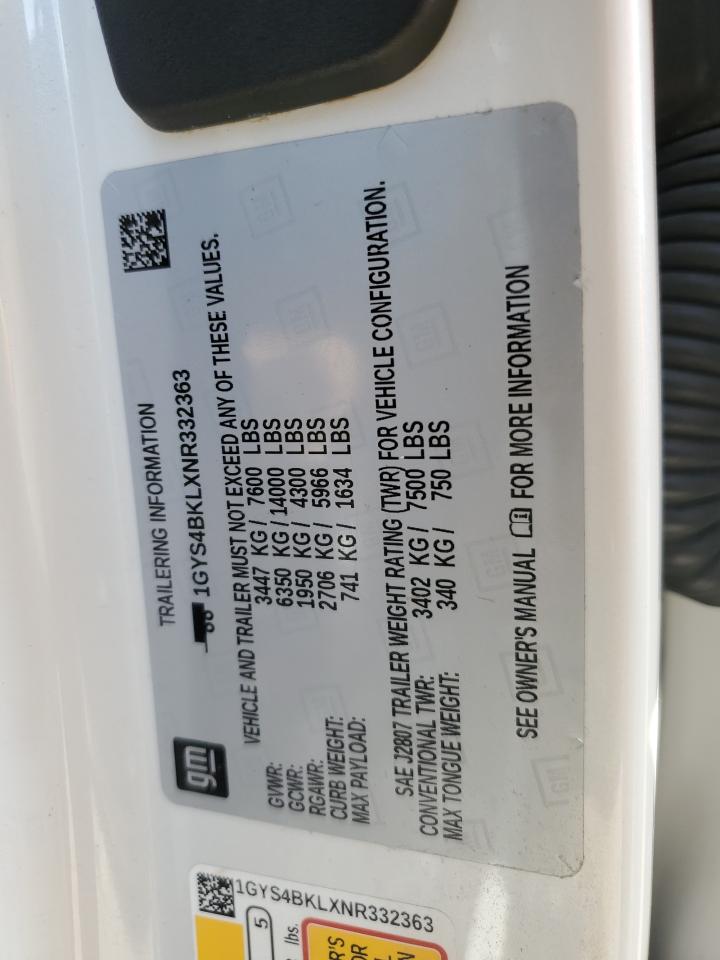 gm
TRAILERING INFORMATION
1GYS4BKLXNR332363
VEHICLE AND TRAILER MUST NOT EXCEED ANY OF THESE VALUES.
GVWR: 3447 KG / 7600 LBS
GCWR: 6350 KG / 14000 LBS
RGAWR: 1950 KG / 4300 LBS
CURB WEIGHT: 2706 KG / 5966 LBS
MAX PAYLOAD: 741 KG / 1634 LBS
SAE J2807 TRAILER WEIGHT RATING (TWR) FOR VEHICLE CONFIGURATION.
CONVENTIONAL TWR: 3402 KG / 7500 LBS
MAX TONGUE WEIGHT: 340 KG / 750 LBS
SEE OWNER'S MANUAL FOR MORE INFORMATION
1GYS4BKLXNR332363
5
lbs.